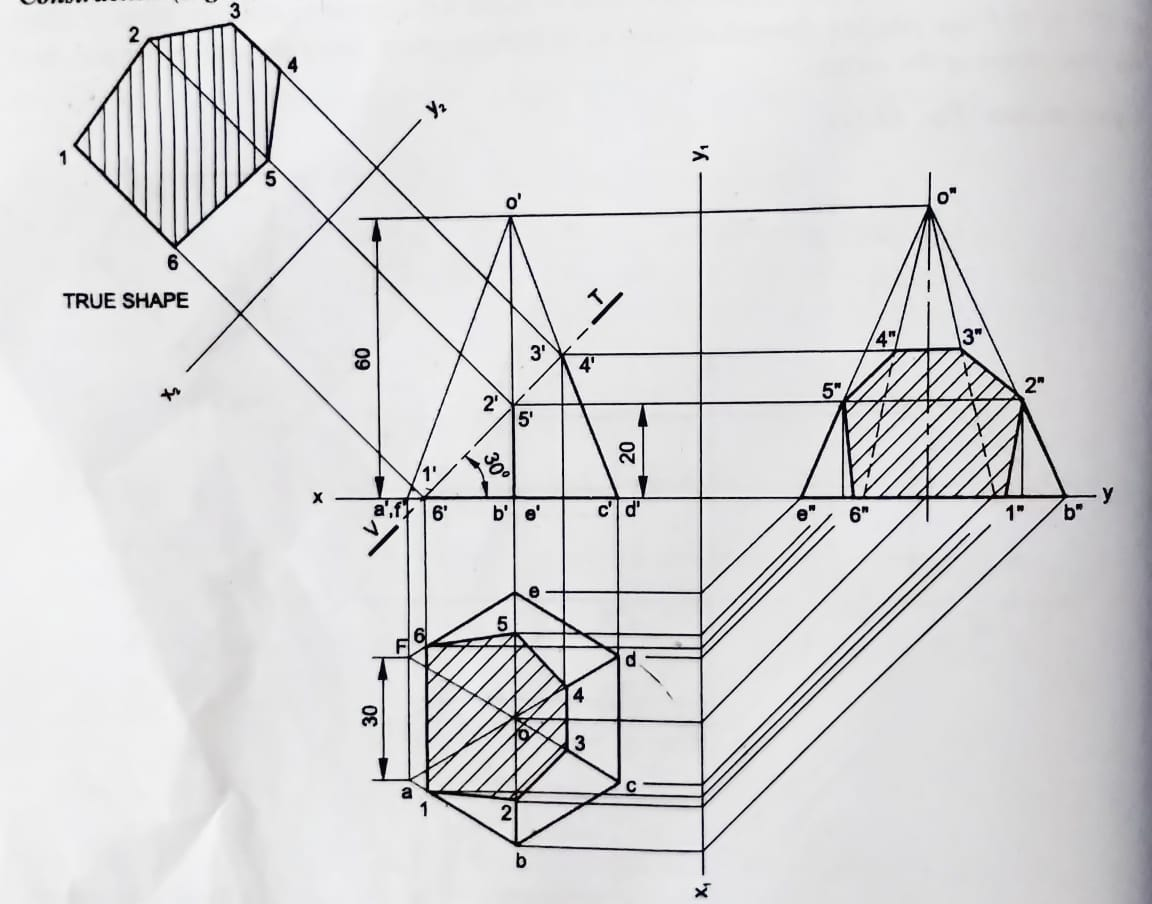 3
2
4
y₂
y₁
1
5
o'
o"
6
TRUE SHAPE
T
3'
4'
4"
3"
60
x₂
2'
5'
5"
2"
20
30°
1'
x
y
a',f'
6'
b'
e'
c'
d'
e"
6"
1"
b"
V
e
5
6
F
d
4
30
o
3
a
1
2
c
b
x₁